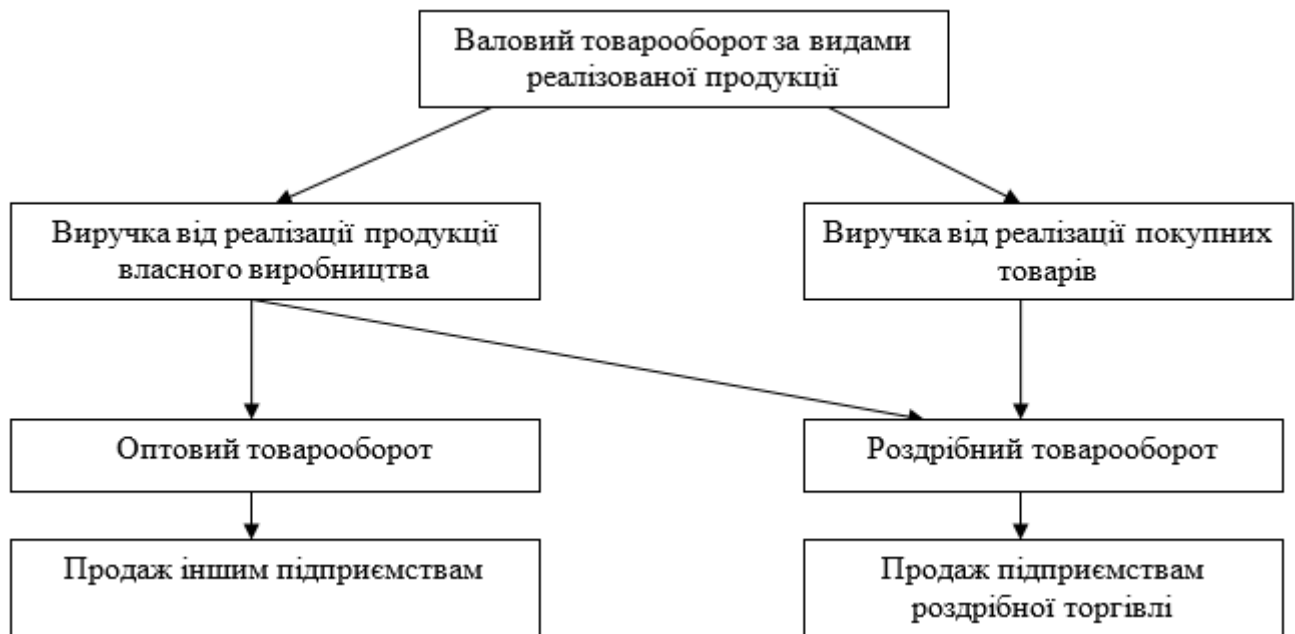 Валовий товарооборот за видами
реалізованої продукції
Виручка від реалізації продукції
власного виробництва
Виручка від реалізації покупних
товарів
Оптовий товарооборот
Роздрібний товарооборот
Продаж іншим підприємствам
Продаж підприємствам
роздрібної торгівлі